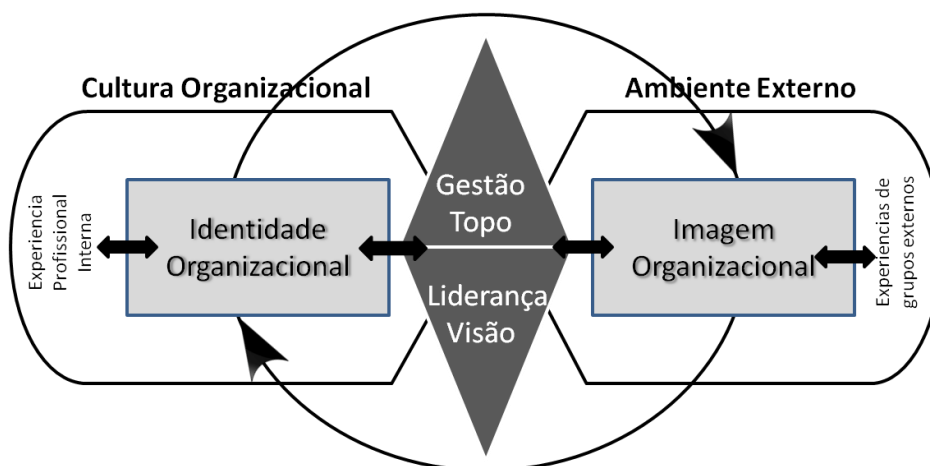 Cultura Organizacional
Ambiente Externo
Experiencia
Profissional
Interna
Identidade
Organizacional
Gestão
Topo
Liderança
Visão
Imagem
Organizacional
Experiencias de
grupos externos